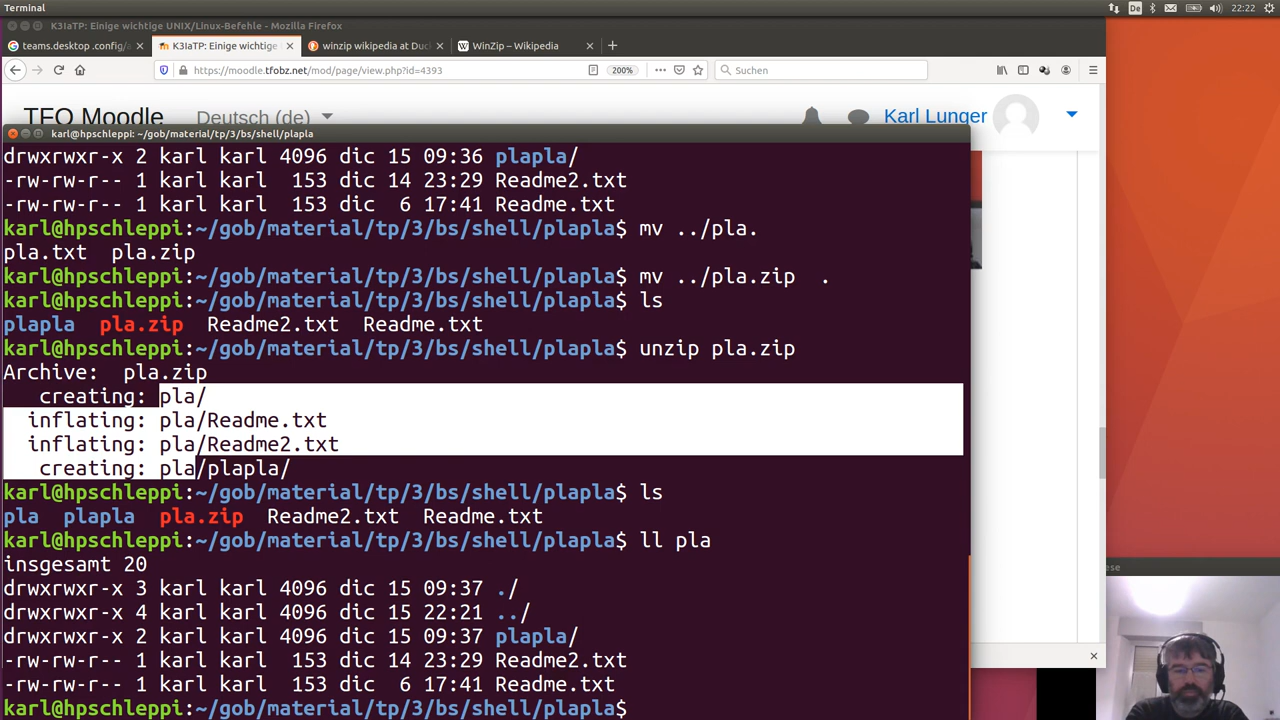 Terminal
De
22:22
K3IaTP: Einige wichtige UNIX/Linux-Befehle - Mozilla Firefox
teams.desktop .config/a
K3IaTP: Einige wichtige
winzip wikipedia at Duc
WinZip – Wikipedia
https://moodle.tfobz.net/mod/page/view.php?id=4393
200%
Suchen
TFO Moodle
Deutsch (de)
Karl Lunger
karl@hpschleppi: ~/gob/material/tp/3/bs/shell/plapla
drwxrwxr-x 2 karl karl 4096 dic 15 09:36 plapla/
-rw-rw-r-- 1 karl karl  153 dic 14 23:29 Readme2.txt
-rw-rw-r-- 1 karl karl  153 dic  6 17:41 Readme.txt
karl@hpschleppi:~/gob/material/tp/3/bs/shell/plapla$ mv ../pla.
pla.txt  pla.zip
karl@hpschleppi:~/gob/material/tp/3/bs/shell/plapla$ mv ../pla.zip  .
karl@hpschleppi:~/gob/material/tp/3/bs/shell/plapla$ ls
plapla  pla.zip  Readme2.txt  Readme.txt
karl@hpschleppi:~/gob/material/tp/3/bs/shell/plapla$ unzip pla.zip
Archive:  pla.zip
   creating: pla/
  inflating: pla/Readme.txt
  inflating: pla/Readme2.txt
   creating: pla/plapla/
karl@hpschleppi:~/gob/material/tp/3/bs/shell/plapla$ ls
pla  plapla  pla.zip  Readme2.txt  Readme.txt
karl@hpschleppi:~/gob/material/tp/3/bs/shell/plapla$ ll pla
insgesamt 20
drwxrwxr-x 3 karl karl 4096 dic 15 09:37 ./
drwxrwxr-x 4 karl karl 4096 dic 15 22:21 ../
drwxrwxr-x 2 karl karl 4096 dic 15 09:37 plapla/
-rw-rw-r-- 1 karl karl  153 dic 14 23:29 Readme2.txt
-rw-rw-r-- 1 karl karl  153 dic  6 17:41 Readme.txt
karl@hpschleppi:~/gob/material/tp/3/bs/shell/plapla$